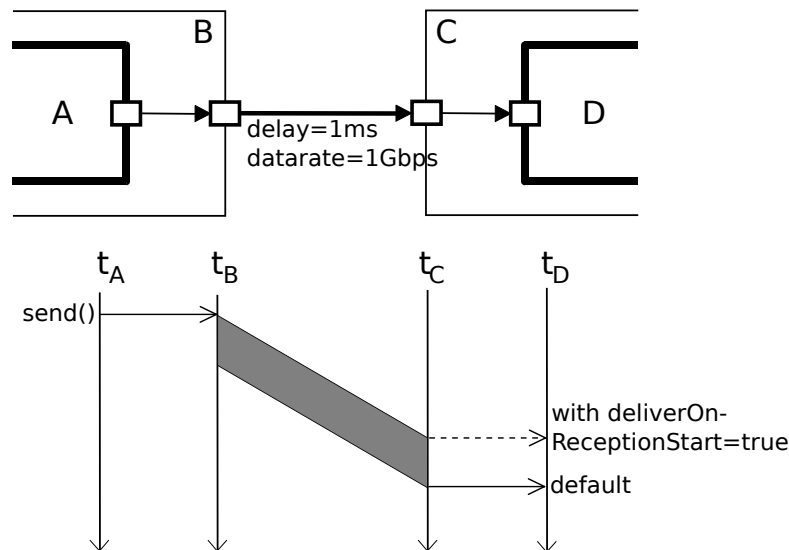 B
C
A
D
delay=1ms
datarate=1Gbps
tA
tB
tC
tD
send()
with deliverOn-
ReceptionStart=true
default